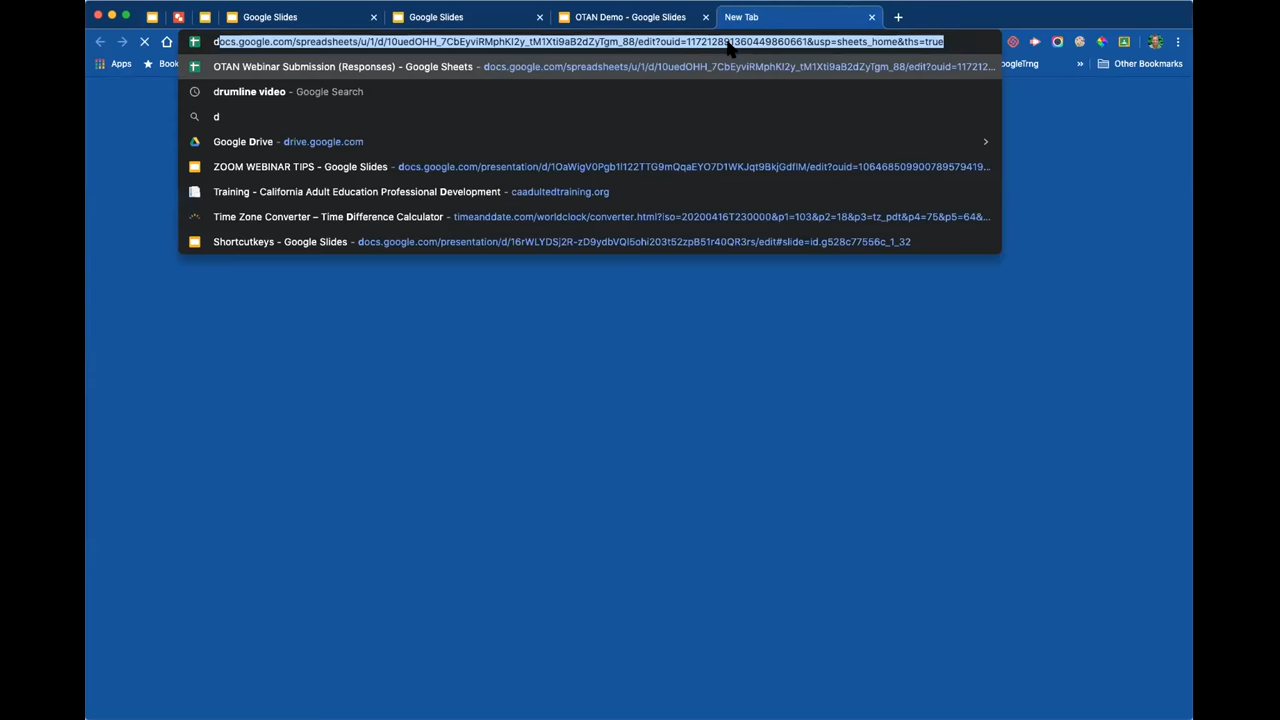 Google Slides
Google Slides
OTAN Demo - Google Slides
New Tab
docs.google.com/spreadsheets/u/1/d/10uedOHH_7CbEyviRMphKI2y_tM1Xti9aB2dZyTgm_88/edit?ouid=117212891360449860661&usp=sheets_home&ths=true
Apps
Book
oogleTrng
»
Other Bookmarks
OTAN Webinar Submission (Responses) - Google Sheets - docs.google.com/spreadsheets/u/1/d/10uedOHH_7CbEyviRMphKI2y_tM1Xti9aB2dZyTgm_88/edit?ouid=117212...
drumline video - Google Search
d
Google Drive - drive.google.com
ZOOM WEBINAR TIPS - Google Slides - docs.google.com/presentation/d/1OaWigV0Pgb1I122TTG9mQqaEY07D1WKJqt9BkjGdfIM/edit?ouid=106468509900789579419...
Training - California Adult Education Professional Development - caadultedtraining.org
Time Zone Converter – Time Difference Calculator - timeanddate.com/worldclock/converter.html?iso=20200416T230000&p1=103&p2=18&p3=tz_pdt&p4=75&p5=64&...
Shortcutkeys - Google Slides - docs.google.com/presentation/d/16rWLYDSj2R-zD9ydbVQl5ohi203t52zpB51r40QR3rs/edit#slide=id.g528c77556c_1_32